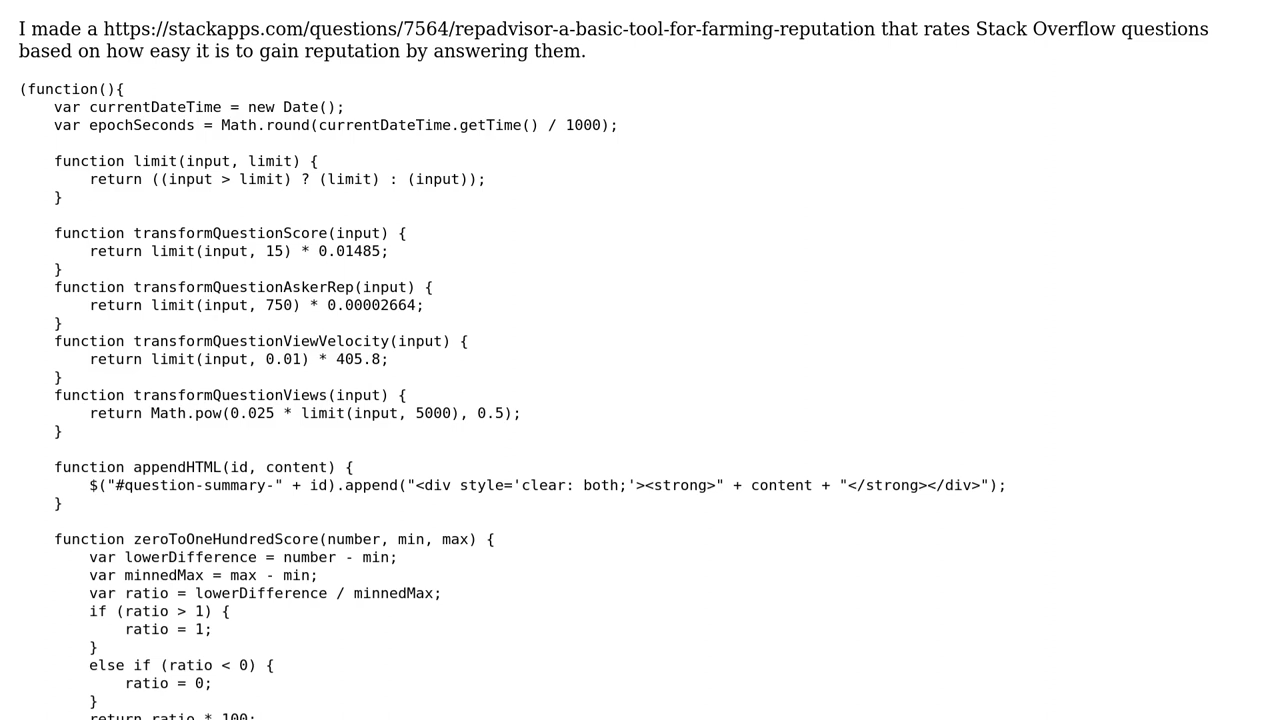 I made a https://stackapps.com/questions/7564/repadvisor-a-basic-tool-for-farming-reputation that rates Stack Overflow questions
based on how easy it is to gain reputation by answering them.
(function(){
    var currentDateTime = new Date();
    var epochSeconds = Math.round(currentDateTime.getTime() / 1000);

    function limit(input, limit) {
        return ((input > limit) ? (limit) : (input));
    }

    function transformQuestionScore(input) {
        return limit(input, 15) * 0.01485;
    }
    function transformQuestionAskerRep(input) {
        return limit(input, 750) * 0.00002664;
    }
    function transformQuestionViewVelocity(input) {
        return limit(input, 0.01) * 405.8;
    }
    function transformQuestionViews(input) {
        return Math.pow(0.025 * limit(input, 5000), 0.5);
    }

    function appendHTML(id, content) {
        $("#question-summary-" + id).append("<div style='clear: both;'><strong>" + content + "</strong></div>");
    }

    function zeroToOneHundredScore(number, min, max) {
        var lowerDifference = number - min;
        var minnedMax = max - min;
        var ratio = lowerDifference / minnedMax;
        if (ratio > 1) {
            ratio = 1;
        }
        else if (ratio < 0) {
            ratio = 0;
        }
        return ratio * 100;